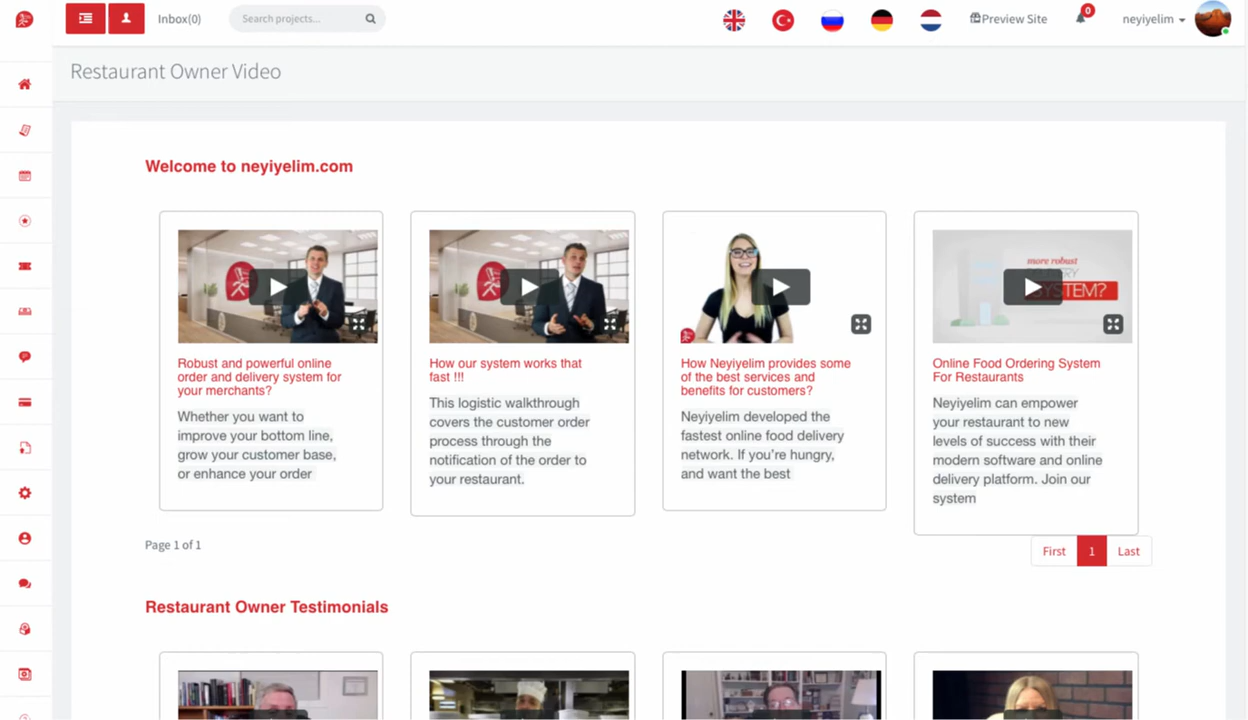 Inbox(0)
Search projects...
Preview Site
0
neyiyelim
Restaurant Owner Video
Welcome to neyiyelim.com
more robust
SYSTEM?
Robust and powerful online
order and delivery system for
your merchants?
Whether you want to
improve your bottom line,
grow your customer base,
or enhance your order
How our system works that
fast !!!
This logistic walkthrough
covers the customer order
process through the
notification of the order to
your restaurant.
How Neyiyelim provides some
of the best services and
benefits for customers?
Neyiyelim developed the
fastest online food delivery
network. If you're hungry,
and want the best
Online Food Ordering System
For Restaurants
Neyiyelim can empower
your restaurant to new
levels of success with their
modern software and online
delivery platform. Join our
system
Page 1 of 1
First
1
Last
Restaurant Owner Testimonials